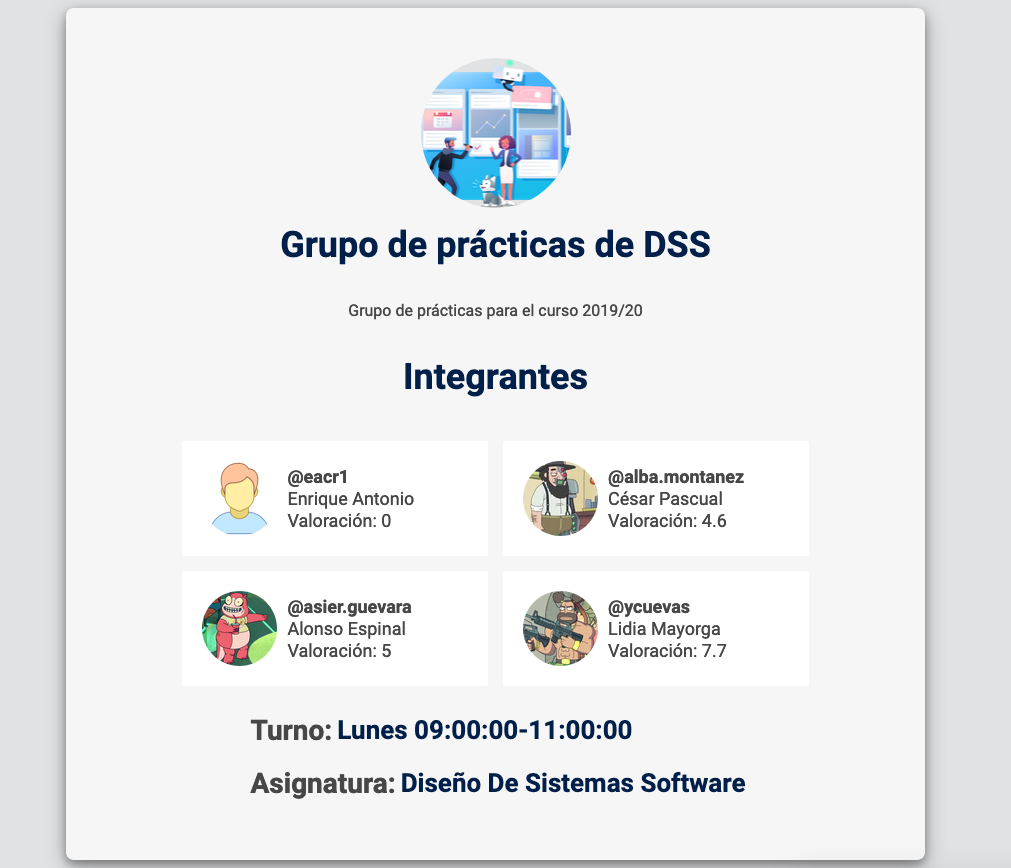 Grupo de prácticas de DSS
Grupo de prácticas para el curso 2019/20
Integrantes
@eacr1
Enrique Antonio
Valoración: 0
@alba.montanez
César Pascual
Valoración: 4.6
@asier.guevara
Alonso Espinal
Valoración: 5
@ycuevas
Lidia Mayorga
Valoración: 7.7
Turno: Lunes 09:00:00-11:00:00
Asignatura: Diseño De Sistemas Software